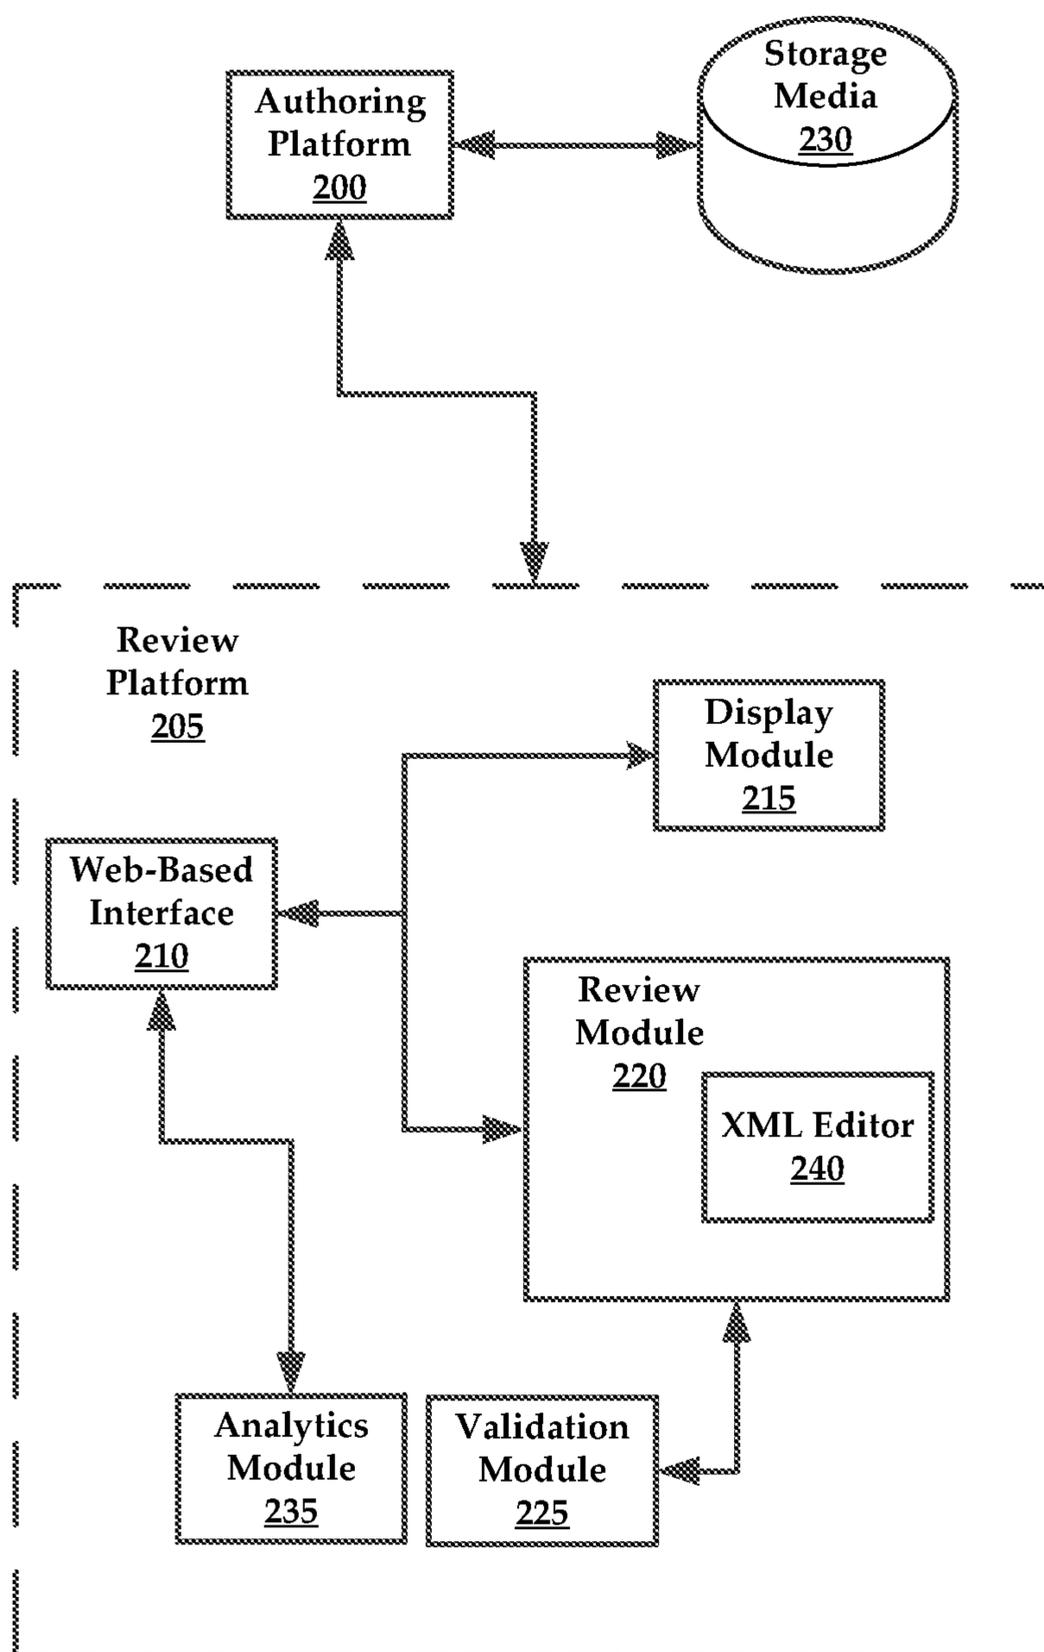 Authoring
Platform
200
Storage
Media
230
Review
Platform
205
Display
Module
215
Web-Based
Interface
210
Review
Module
220
XML Editor
240
Analytics
Module
235
Validation
Module
225